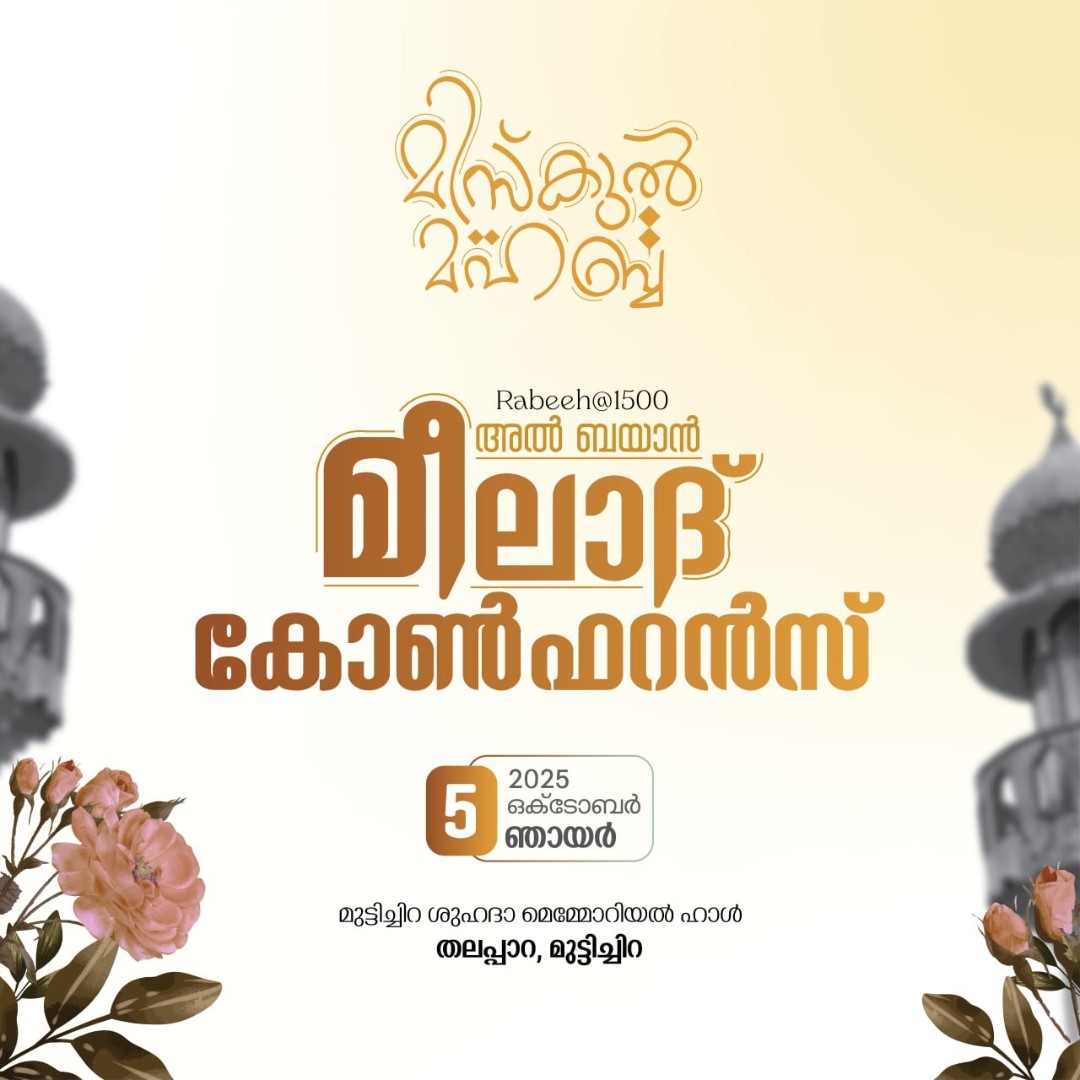 മിസ്കുൽ
മഹബ്ബ
Rabeeh@1500
അൽ ബയാൻ
മീലാദ്
കോൺഫറൻസ്
5
2025
ഒക്ടോബർ
ഞായർ
മുട്ടിച്ചിറ ശുഹദാ മെമ്മോറിയൽ ഹാൾ
തലപ്പാറ, മുട്ടിച്ചിറ